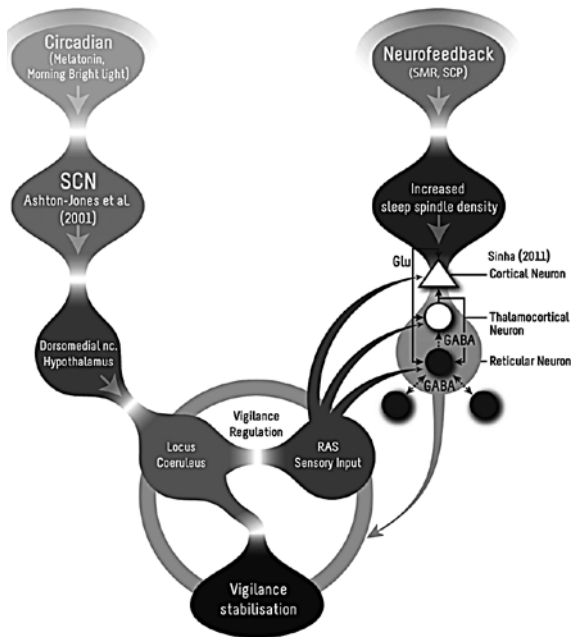 Circadian
(Melatonin,
Morning Bright light)
SCN
Ashton-Jones et al.
(2001)
Dorsomedial nc.
Hypothalamus
Locus
Coeruleus
Vigilance
Regulation
RAS
Sensory Input
Vigilance
stabilisation
Neurofeedback
(SMR, SCP)
Increased
sleep spindle density
Glu
Sinha (2011)
Cortical Neuron
Thalamocortical
Neuron
GABA
Reticular Neuron
GABA